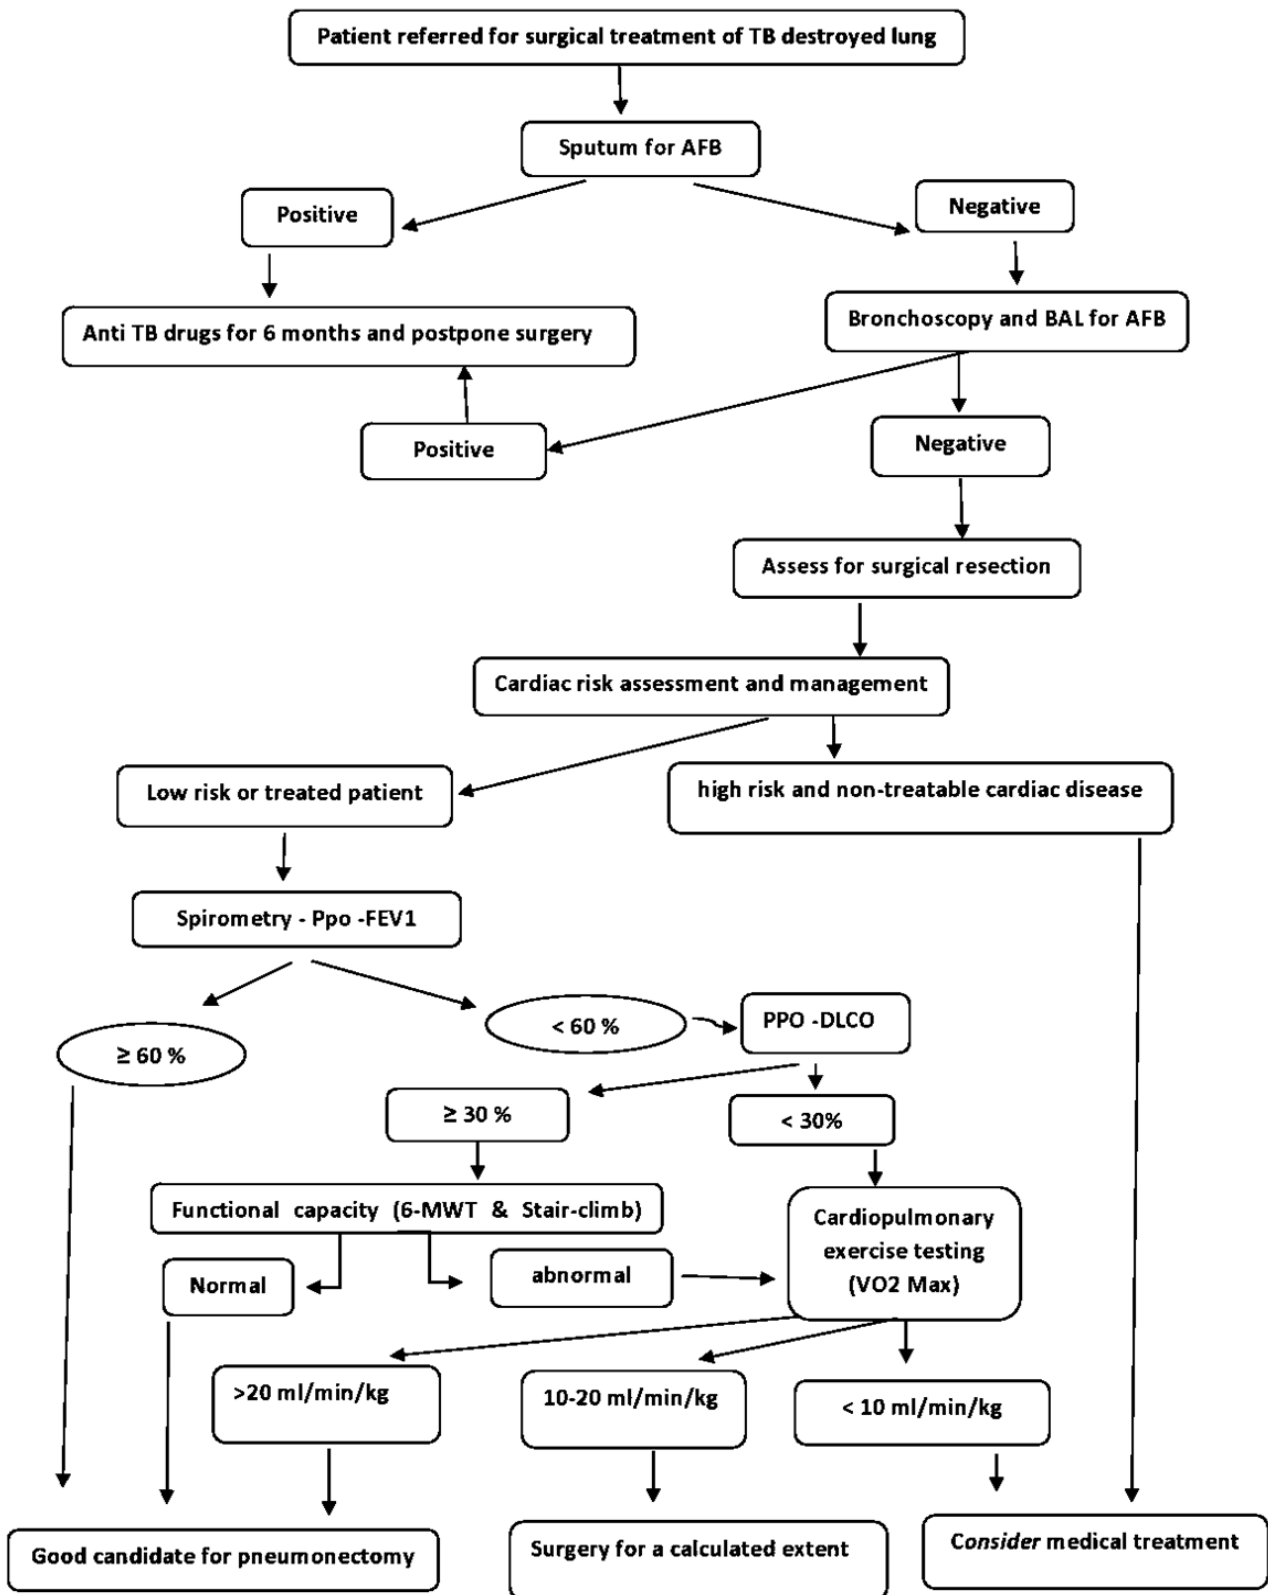 Patient referred for surgical treatment of TB destroyed lung
Sputum for AFB
Positive
Negative
Anti TB drugs for 6 months and postpone surgery
Bronchoscopy and BAL for AFB
Positive
Negative
Assess for surgical resection
Cardiac risk assessment and management
Low risk or treated patient
high risk and non-treatable cardiac disease
Spirometry - Ppo -FEV1
≥ 60 %
< 60 %
PPO -DLCO
≥ 30 %
< 30%
Functional capacity (6-MWT & Stair-climb)
Cardiopulmonary
exercise testing
(VO2 Max)
Normal
abnormal
>20 ml/min/kg
10-20 ml/min/kg
< 10 ml/min/kg
Good candidate for pneumonectomy
Surgery for a calculated extent
Consider medical treatment